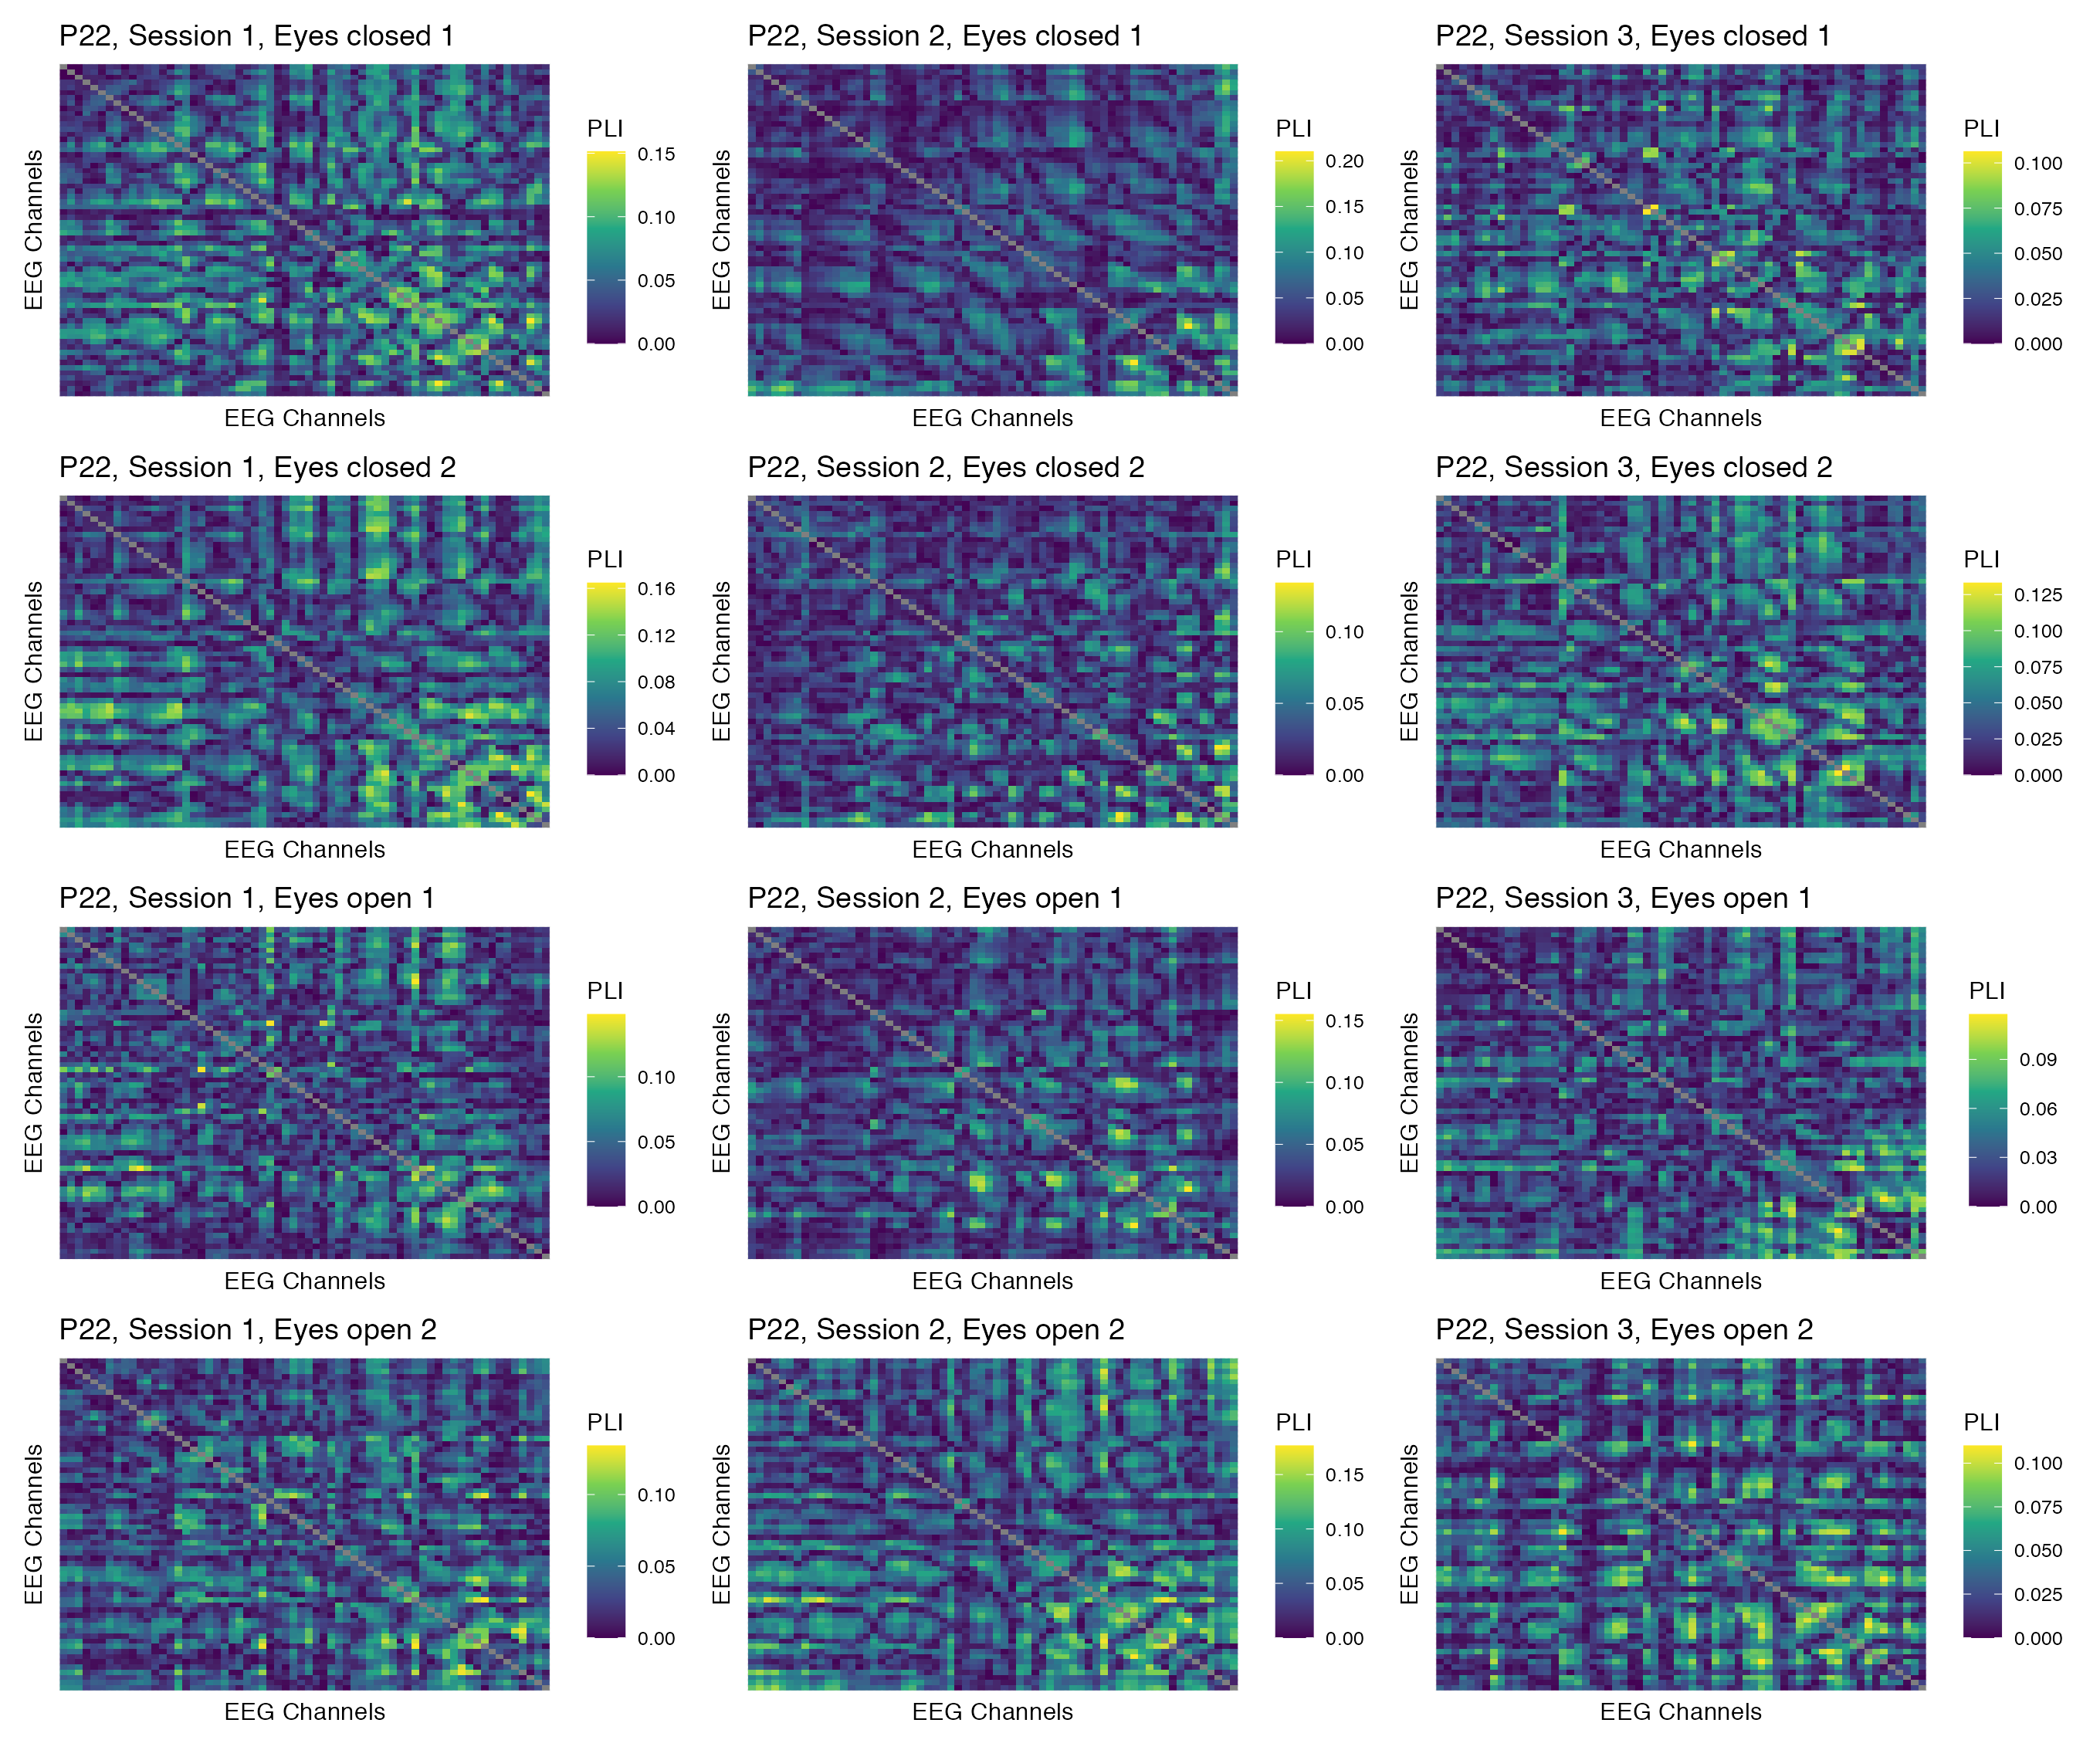 P22, Session 1, Eyes closed 1
EEG Channels
EEG Channels
PLI
0.15
0.10
0.05
0.00
P22, Session 2, Eyes closed 1
EEG Channels
EEG Channels
PLI
0.20
0.15
0.10
0.05
0.00
P22, Session 3, Eyes closed 1
EEG Channels
EEG Channels
PLI
0.100
0.075
0.050
0.025
0.000
P22, Session 1, Eyes closed 2
EEG Channels
EEG Channels
PLI
0.16
0.12
0.08
0.04
0.00
P22, Session 2, Eyes closed 2
EEG Channels
EEG Channels
PLI
0.10
0.05
0.00
P22, Session 3, Eyes closed 2
EEG Channels
EEG Channels
PLI
0.125
0.100
0.075
0.050
0.025
0.000
P22, Session 1, Eyes open 1
EEG Channels
EEG Channels
PLI
0.10
0.05
0.00
P22, Session 2, Eyes open 1
EEG Channels
EEG Channels
PLI
0.15
0.10
0.05
0.00
P22, Session 3, Eyes open 1
EEG Channels
EEG Channels
PLI
0.09
0.06
0.03
0.00
P22, Session 1, Eyes open 2
EEG Channels
EEG Channels
PLI
0.10
0.05
0.00
P22, Session 2, Eyes open 2
EEG Channels
EEG Channels
PLI
0.15
0.10
0.05
0.00
P22, Session 3, Eyes open 2
EEG Channels
EEG Channels
PLI
0.100
0.075
0.050
0.025
0.000